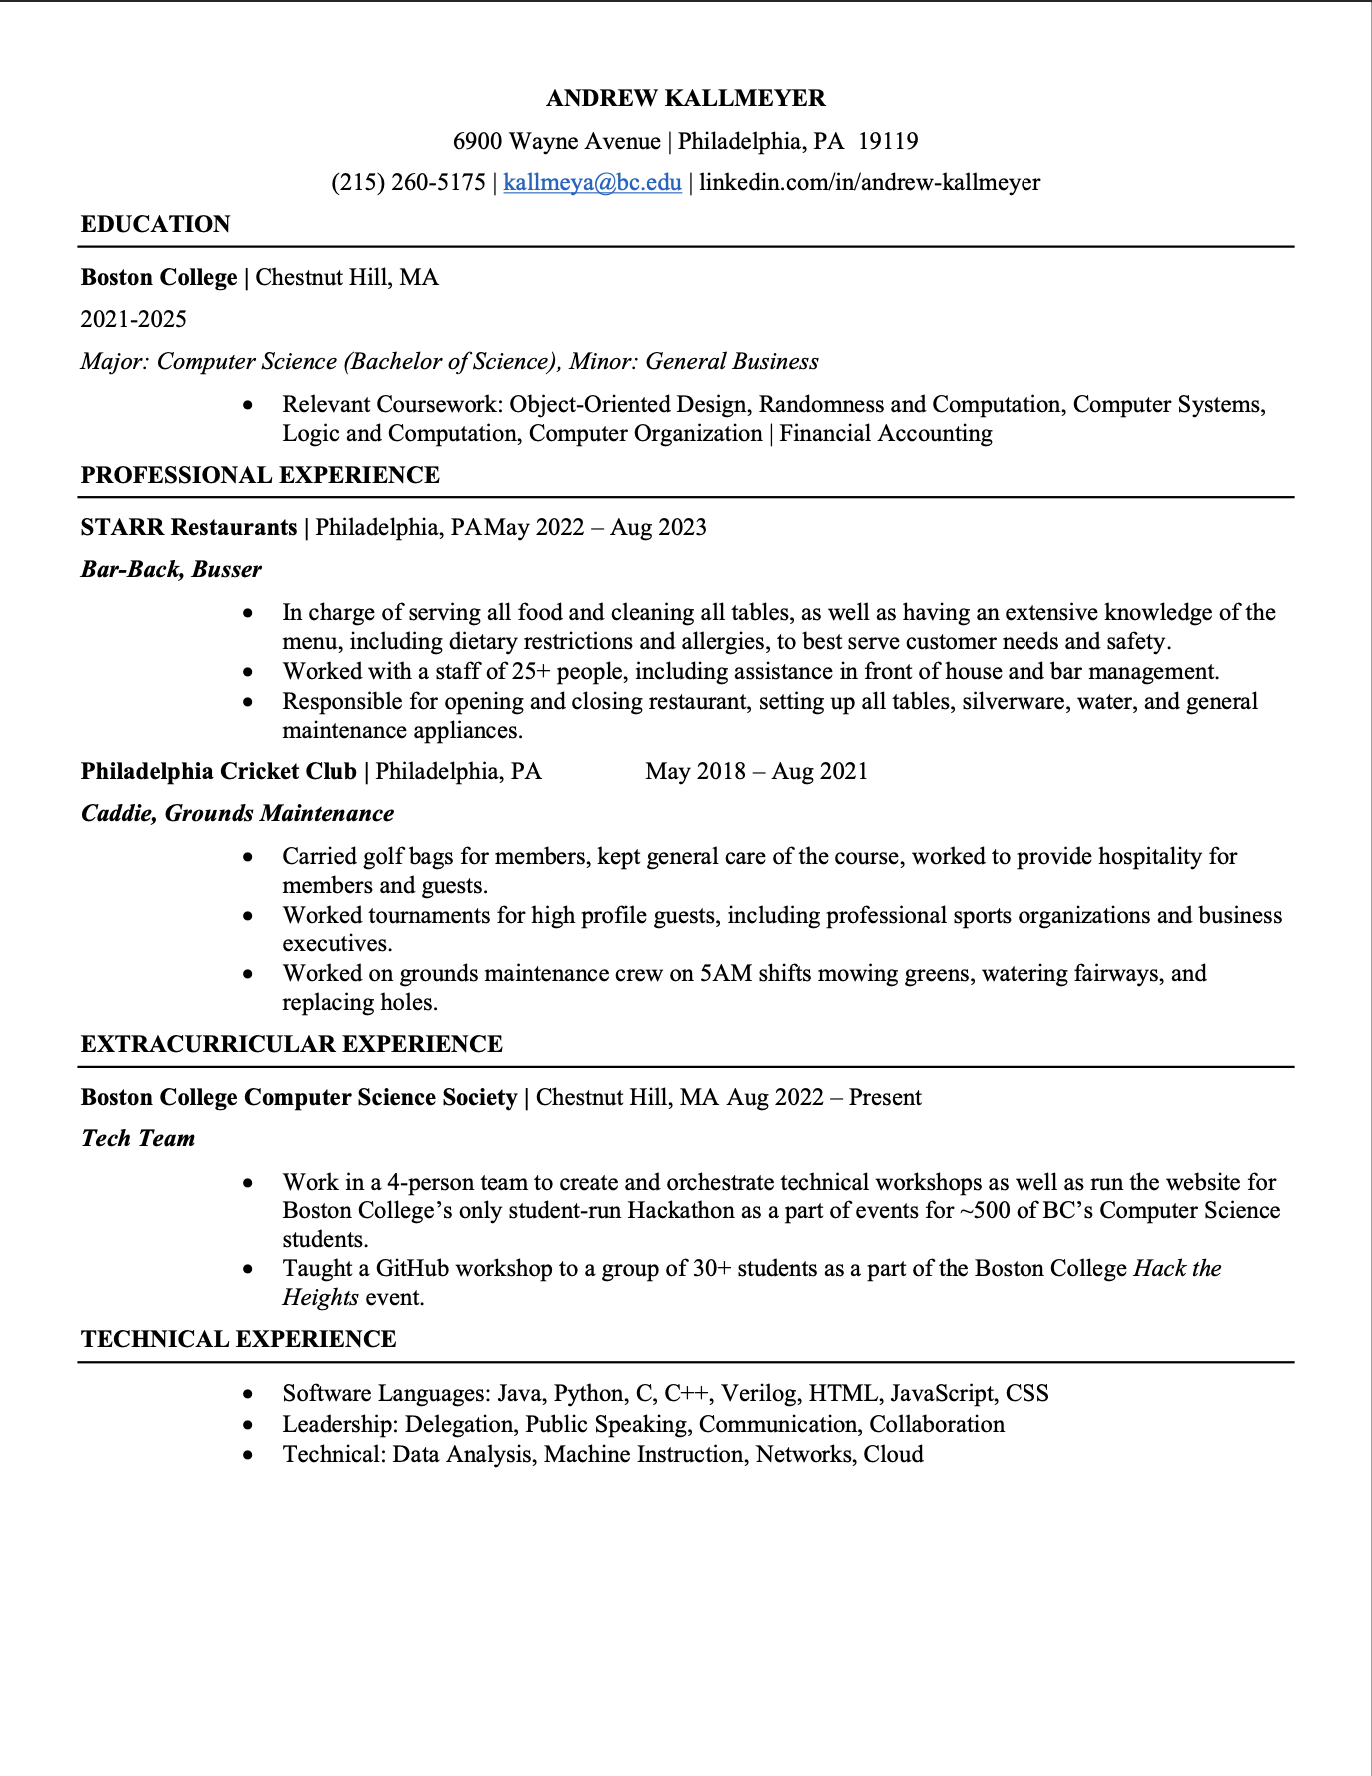 ANDREW KALLMEYER
6900 Wayne Avenue | Philadelphia, PA  19119
(215) 260-5175 | kallmeya@bc.edu | linkedin.com/in/andrew-kallmeyer
EDUCATION
Boston College | Chestnut Hill, MA
2021-2025
Major: Computer Science (Bachelor of Science), Minor: General Business
• Relevant Coursework: Object-Oriented Design, Randomness and Computation, Computer Systems,
Logic and Computation, Computer Organization | Financial Accounting
PROFESSIONAL EXPERIENCE
STARR Restaurants | Philadelphia, PAMay 2022 – Aug 2023
Bar-Back, Busser
• In charge of serving all food and cleaning all tables, as well as having an extensive knowledge of the
menu, including dietary restrictions and allergies, to best serve customer needs and safety.
• Worked with a staff of 25+ people, including assistance in front of house and bar management.
• Responsible for opening and closing restaurant, setting up all tables, silverware, water, and general
maintenance appliances.
Philadelphia Cricket Club | Philadelphia, PA May 2018 – Aug 2021
Caddie, Grounds Maintenance
• Carried golf bags for members, kept general care of the course, worked to provide hospitality for
members and guests.
• Worked tournaments for high profile guests, including professional sports organizations and business
executives.
• Worked on grounds maintenance crew on 5AM shifts mowing greens, watering fairways, and
replacing holes.
EXTRACURRICULAR EXPERIENCE
Boston College Computer Science Society | Chestnut Hill, MA Aug 2022 – Present
Tech Team
• Work in a 4-person team to create and orchestrate technical workshops as well as run the website for
Boston College’s only student-run Hackathon as a part of events for ~500 of BC’s Computer Science
students.
• Taught a GitHub workshop to a group of 30+ students as a part of the Boston College Hack the
Heights event.
TECHNICAL EXPERIENCE
• Software Languages: Java, Python, C, C++, Verilog, HTML, JavaScript, CSS
• Leadership: Delegation, Public Speaking, Communication, Collaboration
• Technical: Data Analysis, Machine Instruction, Networks, Cloud